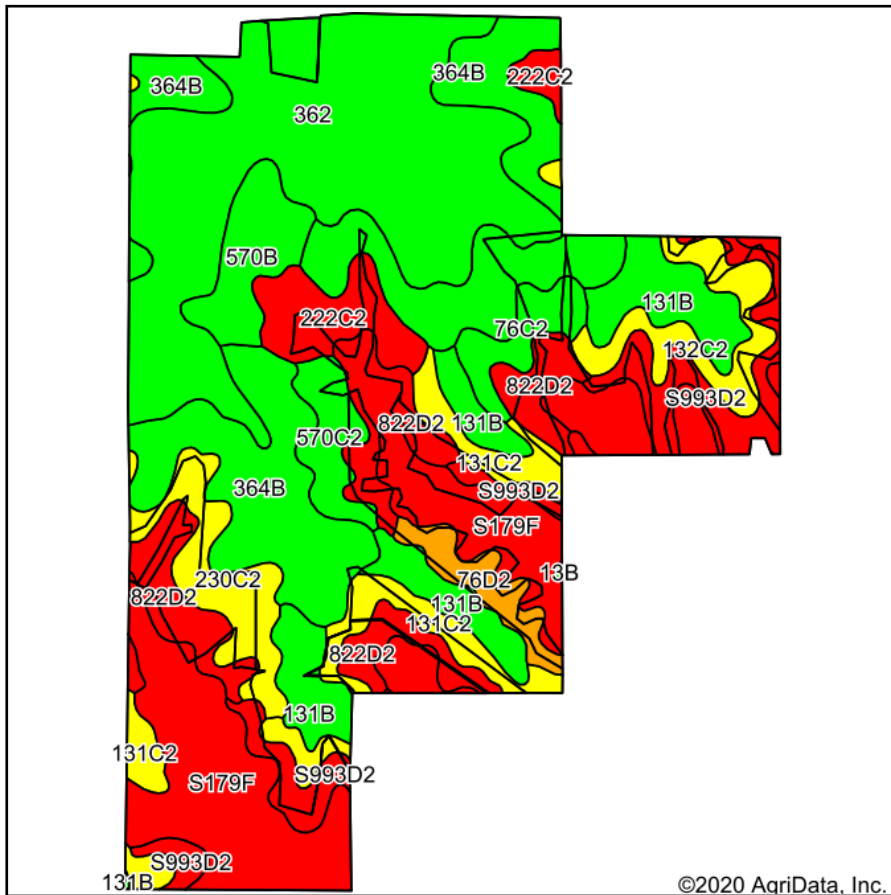 364B
364B
222C2
362
570B
131B
222C2
76C2
132C2
822D2
S993D2
822D2
131B
570C2
131C2
364B
S993D2
S179F
13B
230C2
76D2
822D2
131B
131C2
822D2
131B
131C2
S993D2
S179F
S993D2
131B
©2020 AgriData, Inc.